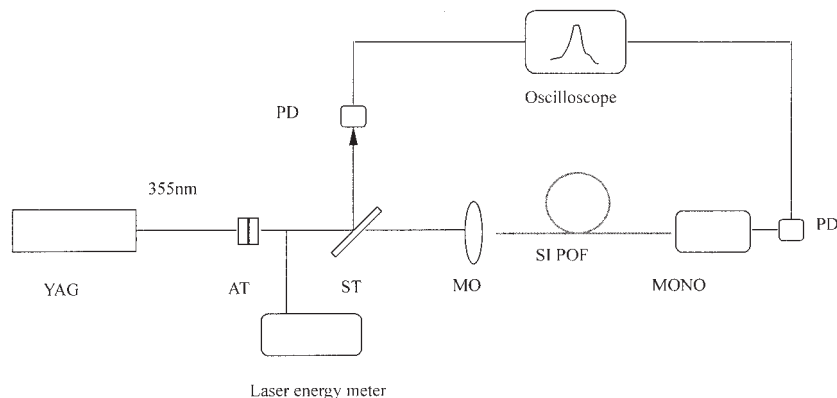 Oscilloscope
PD
355nm
PD
SI POF
YAG
AT
ST
MO
MONO
Laser energy meter